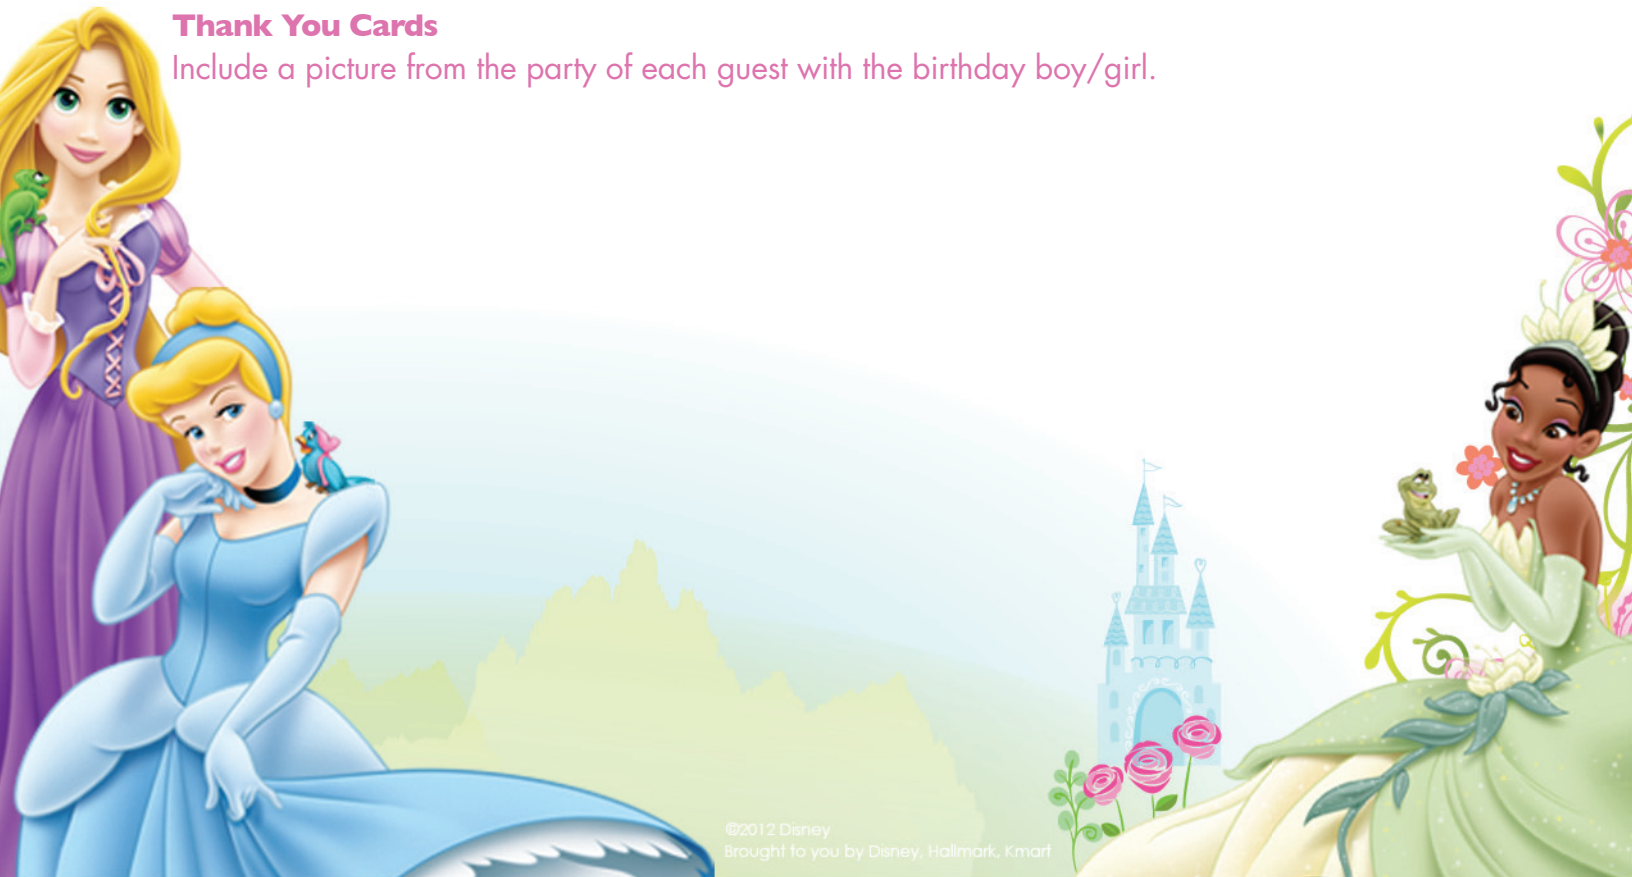 Thank You Cards
Include a picture from the party of each guest with the birthday boy/girl.
©2012 Disney
Brought to you by Disney, Hallmark, Kmart